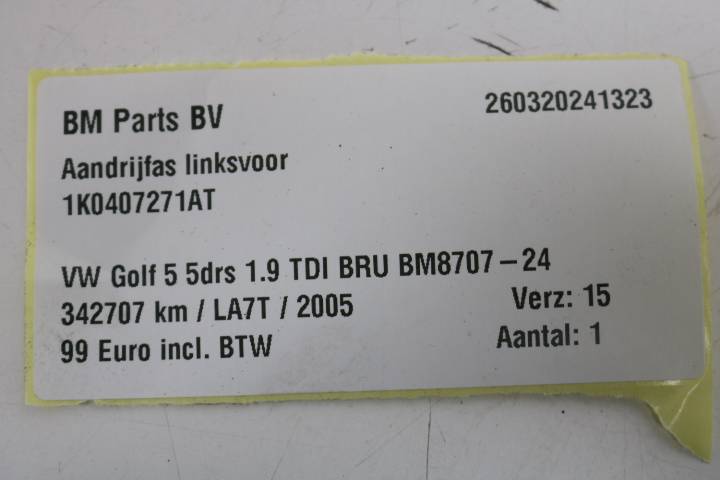 BM Parts BV 260320241323
Aandrijfas linksvoor
1K0407271AT
VW Golf 5 5drs 1.9 TDI BRU BM8707-24
342707 km / LA7T / 2005 Verz: 15
99 Euro incl. BTW Aantal: 1